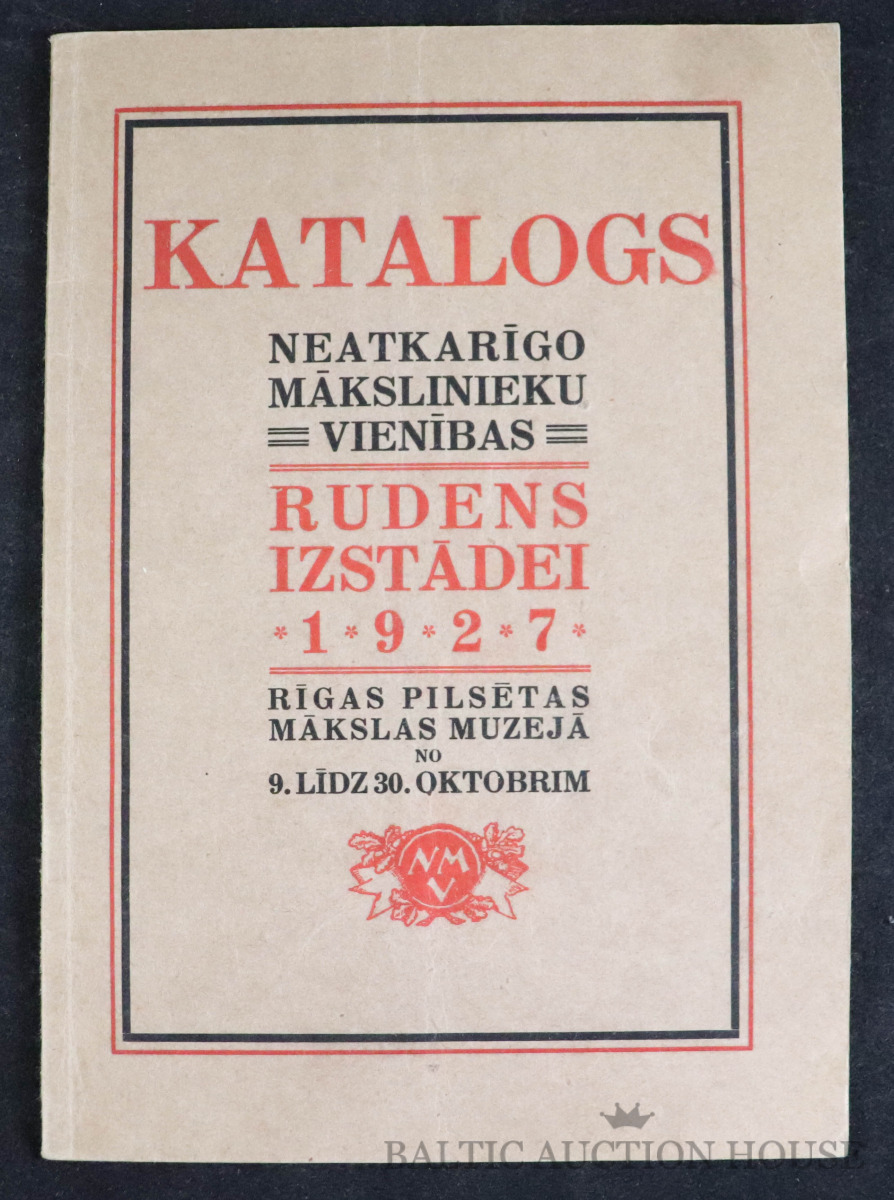 KATALOGS
NEATKARĪGO
MĀKSLINIEKU
VIENĪBAS
RUDENS
IZSTĀDEI
* 1 * 9 * 2 * 7 *
RĪGAS PILSĒTAS
MĀKSLAS MUZEJĀ
NO
9. LĪDZ 30. OKTOBRIM
NM
V
BALTIC AUCTION HOUSE